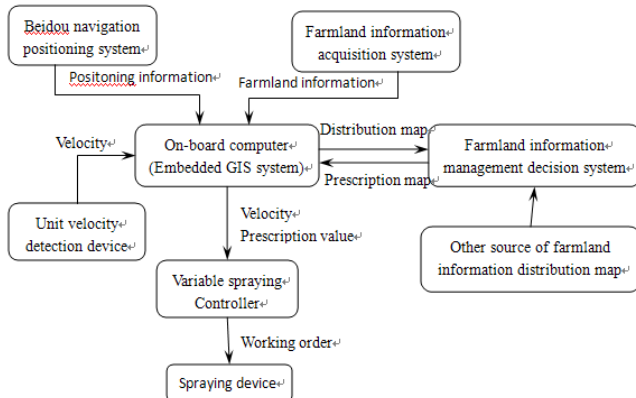 Beidou navigation
positioning system
Farmland information
acquisition system
Positoning information
Farmland information
Velocity
On-board computer
(Embedded GIS system)
Distribution map
Prescription map
Farmland information
management decision system
Unit velocity
detection device
Velocity
Prescription value
Other source of farmland
information distribution map
Variable spraying
Controller
Working order
Spraying device